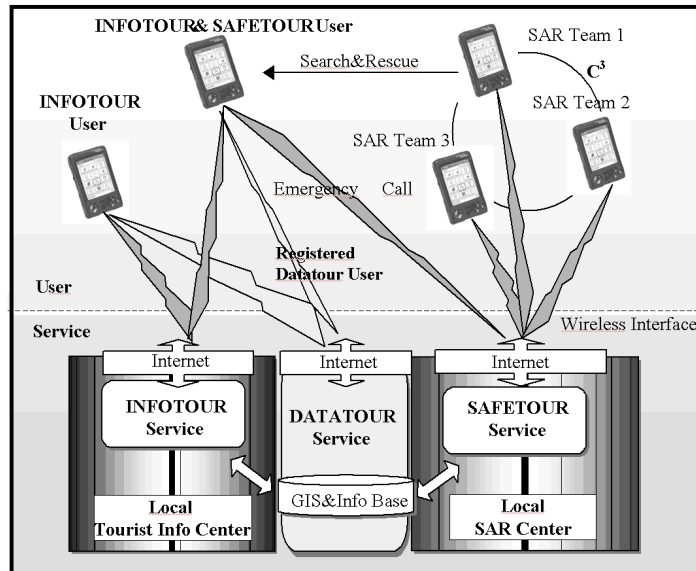 INFOTOUR & SAFETOUR User
SAR Team 1
Search&Rescue
C³
INFOTOUR
User
SAR Team 2
SAR Team 3
Emergency Call
Registered
Datatour User
User
Service
Wireless Interface
Internet
Internet
Internet
INFOTOUR
Service
DATATOUR
Service
SAFETOUR
Service
GIS&Info Base
Local
Tourist Info Center
Local
SAR Center